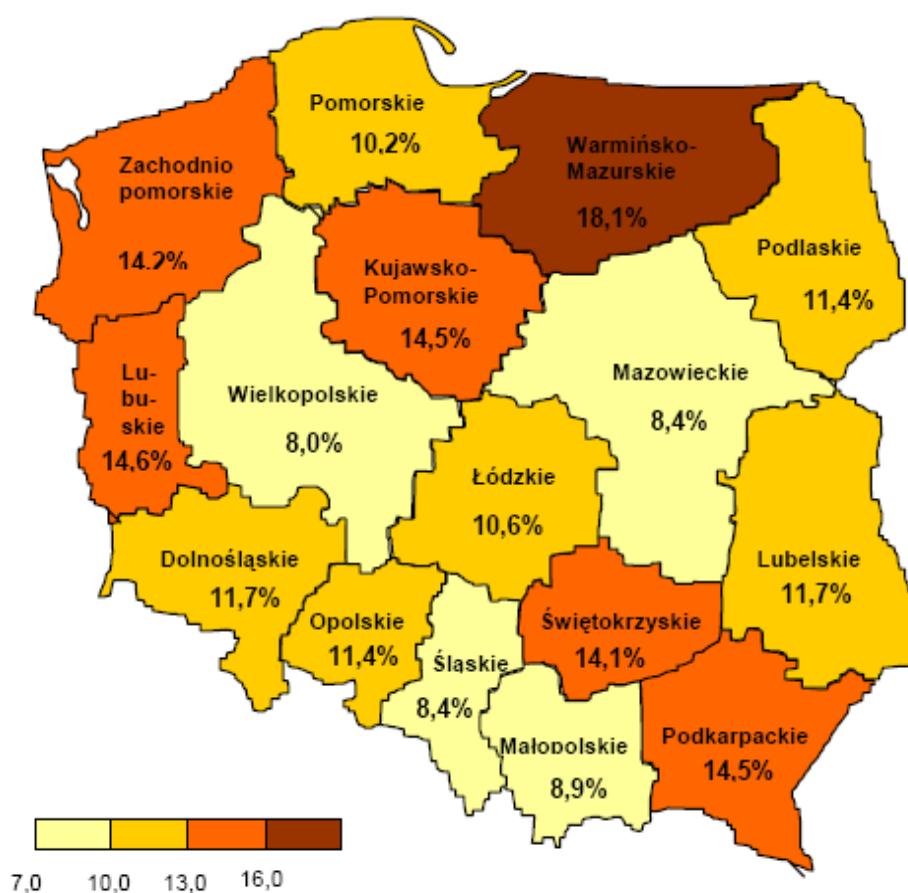 Pomorskie
10,2%
Warmińsko-
Mazurskie
18,1%
Zachodnio
pomorskie
14,2%
Podlaskie
11,4%
Kujawsko-
Pomorskie
14,5%
Lu-
bu-
skie
14,6%
Wielkopolskie
8,0%
Mazowieckie
8,4%
Łódzkie
10,6%
Dolnośląskie
11,7%
Lubelskie
11,7%
Opolskie
11,4%
Śląskie
8,4%
Świętokrzyskie
14,1%
Małopolskie
8,9%
Podkarpackie
14,5%
7,0 10,0 13,0 16,0